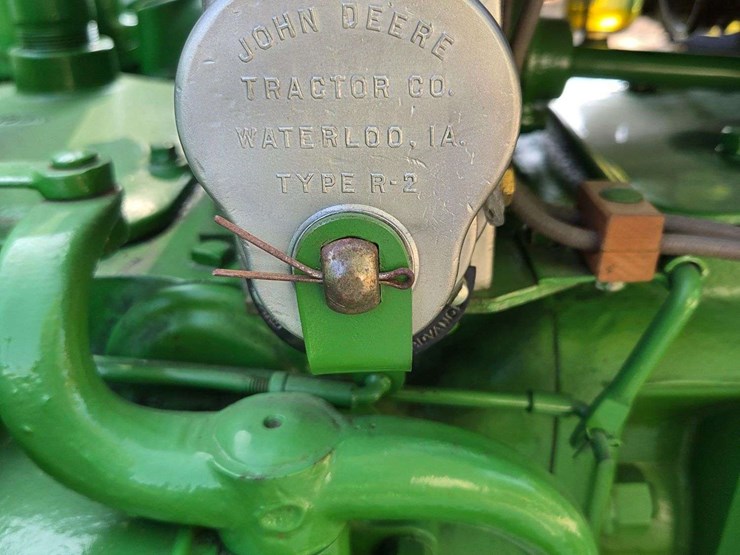 JOHN DEERE
TRACTOR CO.
WATERLOO, IA.
TYPE R-2